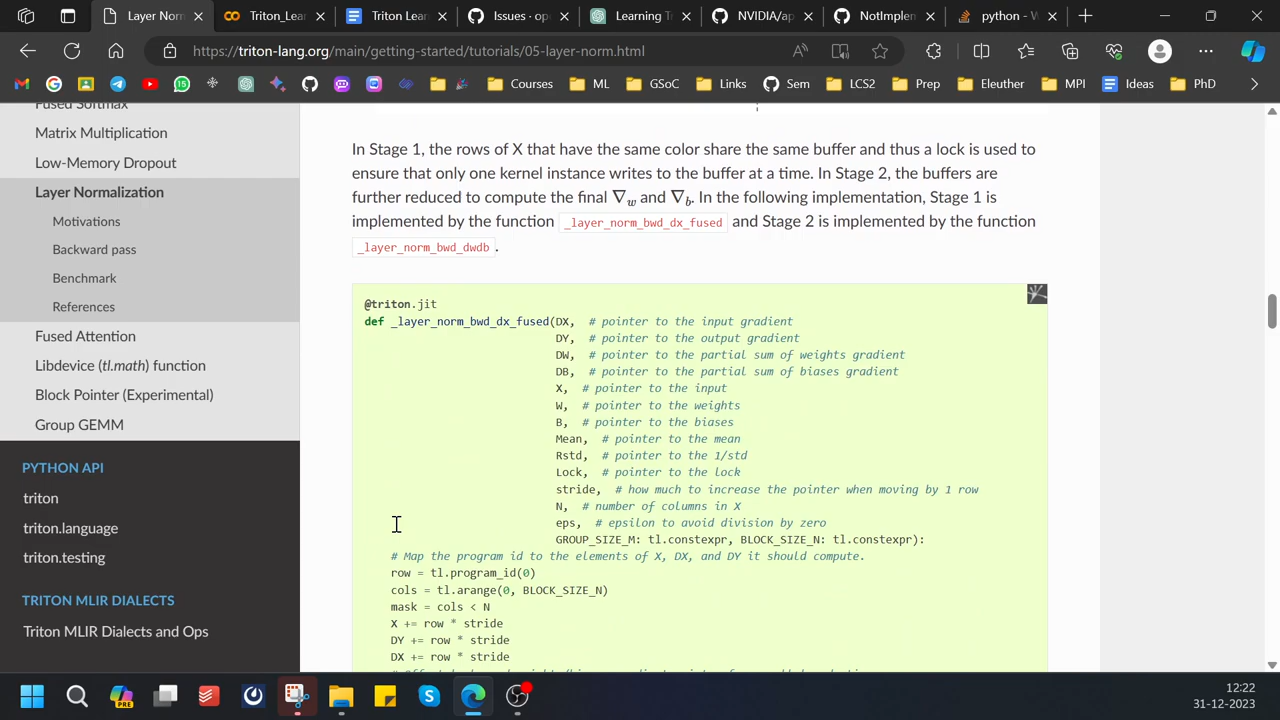 Layer Norm
Triton_Lea
Triton Lear
Issues · op
Learning Tr
NVIDIA/ap
NotImplem
python - W
https://triton-lang.org/main/getting-started/tutorials/05-layer-norm.html
Courses
ML
GSoC
Links
Sem
LCS2
Prep
Eleuther
MPI
Ideas
PhD
Fused Softmax
Matrix Multiplication
Low-Memory Dropout
Layer Normalization
Motivations
Backward pass
Benchmark
References
Fused Attention
Libdevice (tl.math) function
Block Pointer (Experimental)
Group GEMM
PYTHON API
triton
triton.language
triton.testing
TRITON MLIR DIALECTS
Triton MLIR Dialects and Ops
In Stage 1, the rows of X that have the same color share the same buffer and thus a lock is used to
ensure that only one kernel instance writes to the buffer at a time. In Stage 2, the buffers are
further reduced to compute the final ∇w and ∇b. In the following implementation, Stage 1 is
implemented by the function _layer_norm_bwd_dx_fused and Stage 2 is implemented by the function
_layer_norm_bwd_dwdb .
@triton.jit
def _layer_norm_bwd_dx_fused(DX, # pointer to the input gradient
DY, # pointer to the output gradient
DW, # pointer to the partial sum of weights gradient
DB, # pointer to the partial sum of biases gradient
X, # pointer to the input
W, # pointer to the weights
B, # pointer to the biases
Mean, # pointer to the mean
Rstd, # pointer to the 1/std
Lock, # pointer to the lock
stride, # how much to increase the pointer when moving by 1 row
N, # number of columns in X
eps, # epsilon to avoid division by zero
GROUP_SIZE_M: tl.constexpr, BLOCK_SIZE_N: tl.constexpr):
# Map the program id to the elements of X, DX, and DY it should compute.
row = tl.program_id(0)
cols = tl.arange(0, BLOCK_SIZE_N)
mask = cols < N
X += row * stride
DY += row * stride
DX += row * stride
PRE
12:22
31-12-2023